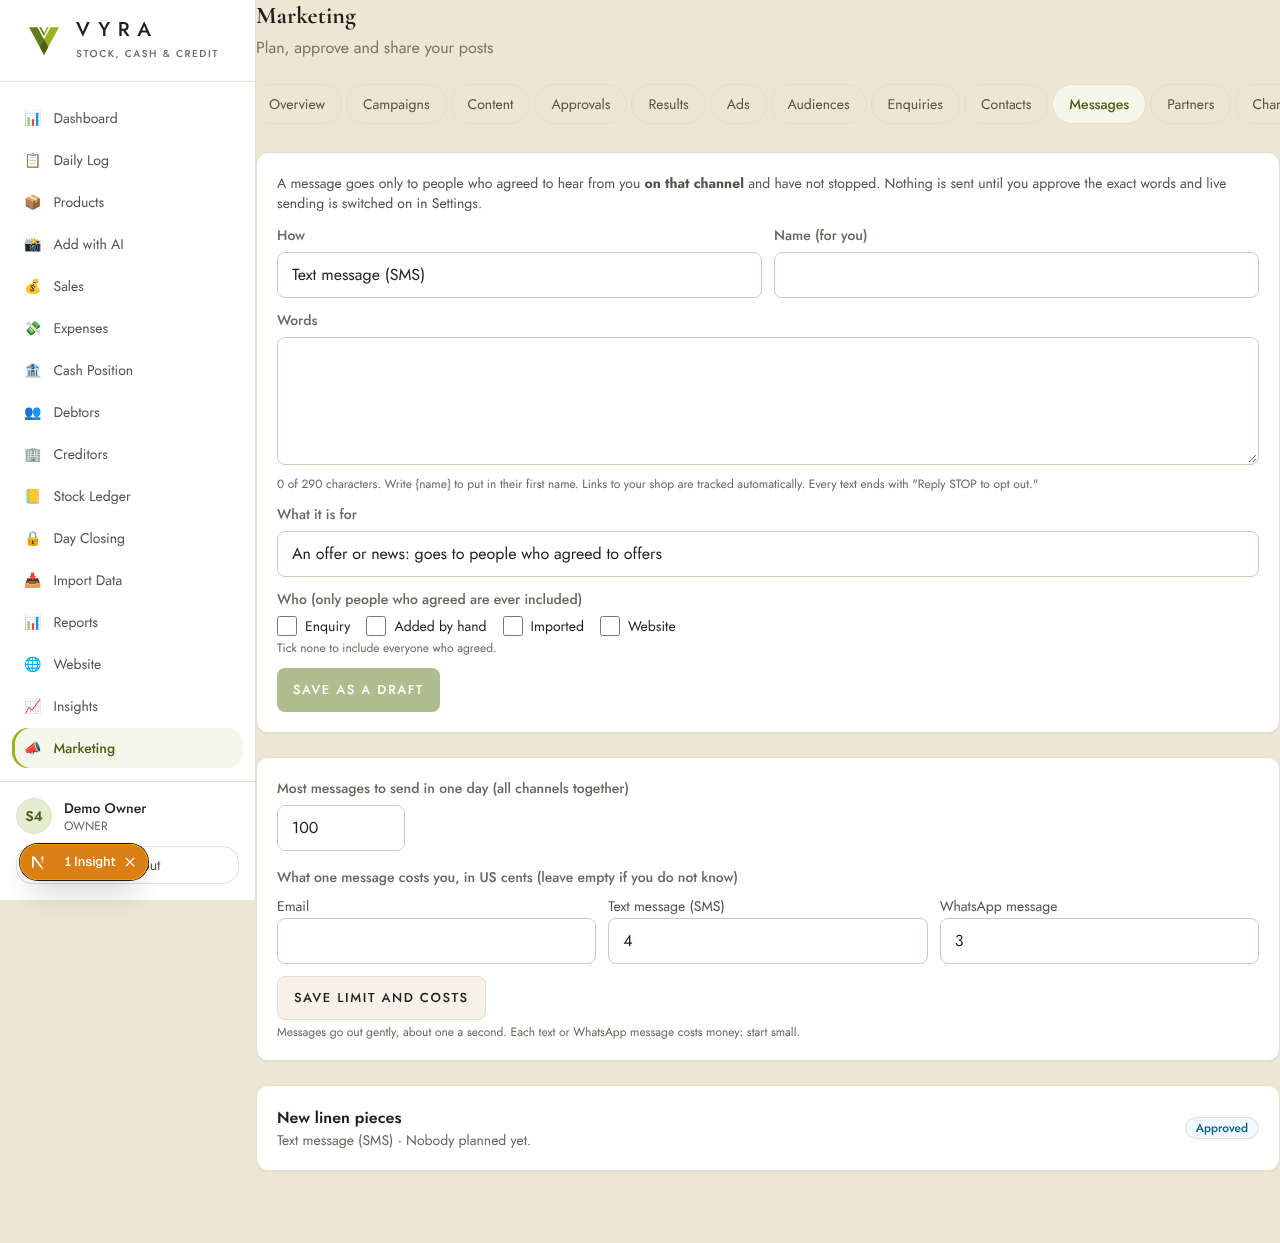 VYRA
STOCK, CASH & CREDIT
Dashboard
Daily Log
Products
Add with AI
Sales
Expenses
Cash Position
Debtors
Creditors
Stock Ledger
Day Closing
Import Data
Reports
Website
Insights
Marketing
S4
Demo Owner
OWNER
1 Insight
Marketing
Plan, approve and share your posts
Overview Campaigns Content Approvals Results Ads Audiences Enquiries Contacts Messages Partners
A message goes only to people who agreed to hear from you on that channel and have not stopped. Nothing is sent until you approve the exact words and live
sending is switched on in Settings.
How
Name (for you)
Text message (SMS)
Words
0 of 290 characters. Write {name} to put in their first name. Links to your shop are tracked automatically. Every text ends with "Reply STOP to opt out."
What it is for
An offer or news: goes to people who agreed to offers
Who (only people who agreed are ever included)
Enquiry Added by hand Imported Website
Tick none to include everyone who agreed.
SAVE AS A DRAFT
Most messages to send in one day (all channels together)
100
What one message costs you, in US cents (leave empty if you do not know)
Email Text message (SMS) WhatsApp message
4 3
SAVE LIMIT AND COSTS
Messages go out gently, about one a second. Each text or WhatsApp message costs money: start small.
New linen pieces
Text message (SMS) · Nobody planned yet.
Approved